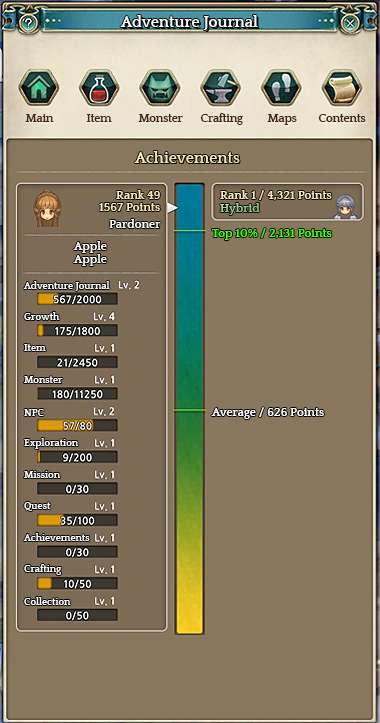 Adventure Journal
Main Item Monster Crafting Maps Contents
Achievements
Rank 49
1567 Points
Pardoner
Apple
Apple
Adventure Journal Lv. 2
567/2000
Growth Lv. 4
175/1800
Item Lv. 1
21/2450
Monster Lv. 1
180/11250
NPC Lv. 2
57/80
Exploration Lv. 1
9/200
Mission Lv. 1
0/30
Quest Lv. 1
35/100
Achievements Lv. 1
0/30
Crafting Lv. 1
10/50
Collection Lv. 1
0/50
Rank 1 / 4,321 Points
Hybrid
Top 10% / 2,131 Points
Average / 626 Points